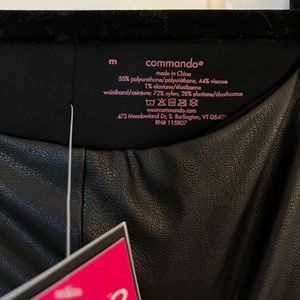 m commando®
made in China
55% polyurethane/polyuréthane, 44% viscose
1% elastane/élasthanne
waistband/ceinture: 72% nylon, 28% elastane/élasthanne
wearcommando.com
472 Meadowland Dr, S. Burlington, VT 05403
RN# 115807